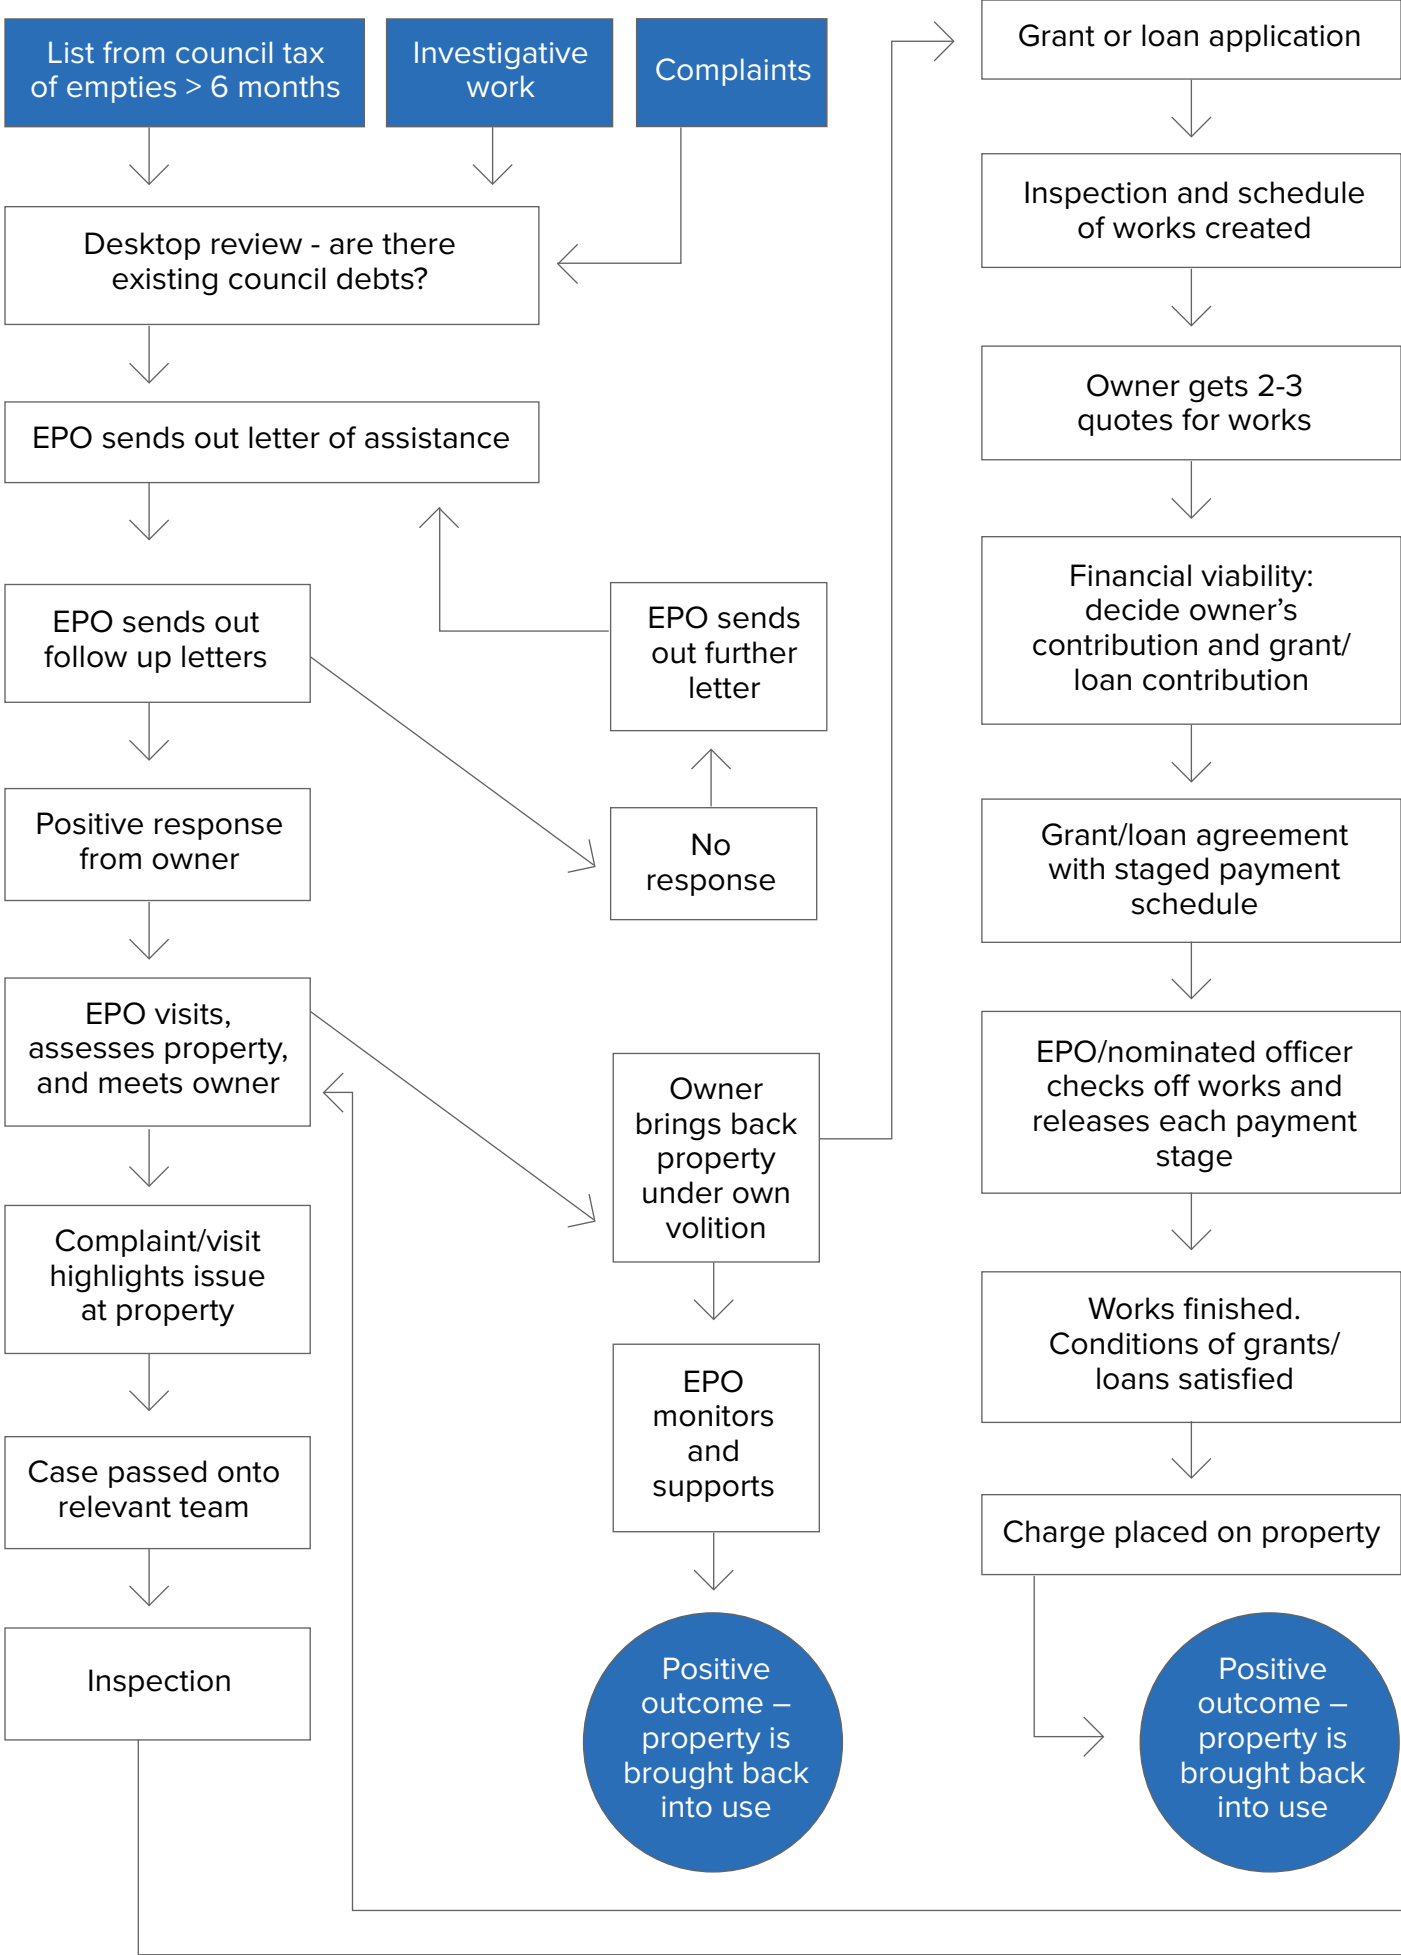 List from council tax
of empties > 6 months
Investigative
work
Complaints
Desktop review - are there
existing council debts?
EPO sends out letter of assistance
EPO sends out
follow up letters
EPO sends
out further
letter
No
response
Positive response
from owner
EPO visits,
assesses property,
and meets owner
Complaint/visit
highlights issue
at property
Case passed onto
relevant team
Inspection
Owner
brings back
property
under own
volition
EPO
monitors
and
supports
Positive
outcome –
property is
brought back
into use
Grant or loan application
Inspection and schedule
of works created
Owner gets 2-3
quotes for works
Financial viability:
decide owner’s
contribution and grant/
loan contribution
Grant/loan agreement
with staged payment
schedule
EPO/nominated officer
checks off works and
releases each payment
stage
Works finished.
Conditions of grants/
loans satisfied
Charge placed on property
Positive
outcome –
property is
brought back
into use